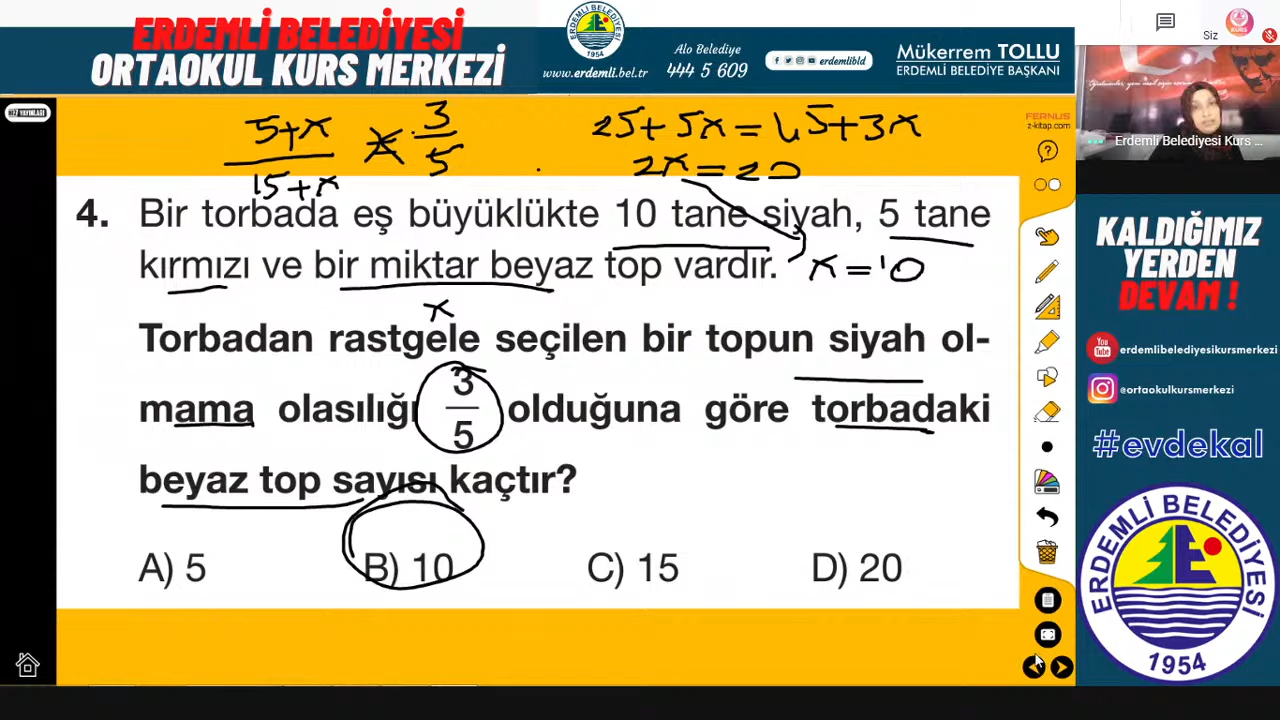 ERDEMLİ BELEDİYESİ
ORTAOKUL KURS MERKEZİ
ERDEMLİ BELEDİYESİ
1954
www.erdemli.bel.tr
Alo Belediye
444 5 609
erdemlibld
Mükerrem TOLLU
ERDEMLİ BELEDİYE BAŞKANI
Siz
KURS
Erdemli Belediyesi Kurs ...
FERNUS
z-kitap.com
5+x
15+x
3
5
25+5x=45+3x
2x=20
x=10
4. Bir torbada eş büyüklükte 10 tane siyah, 5 tane
kırmızı ve bir miktar beyaz top vardır.
x
Torbadan rastgele seçilen bir topun siyah ol-
mama olasılığı 3/5 olduğuna göre torbadaki
beyaz top sayısı kaçtır?
A) 5
B) 10
C) 15
D) 20
KALDIĞIMIZ
YERDEN
DEVAM !
You
Tube
erdemlibelediyesikursmerkezi
@ortaokulkursmerkezi
#evdekal
ERDEMLİ BELEDİYESİ
1954